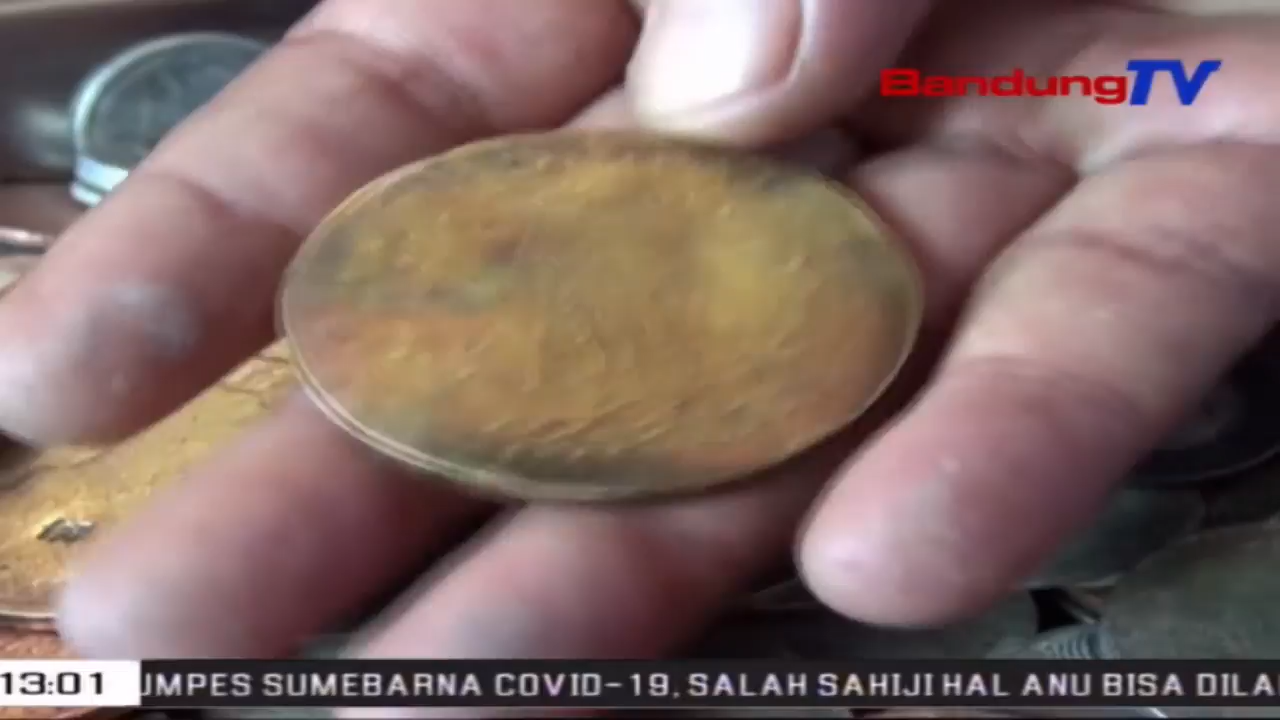 BandungTV
13:01
UMPES SUMEBARNA COVID-19, SALAH SAHIJI HAL ANU BISA DILA